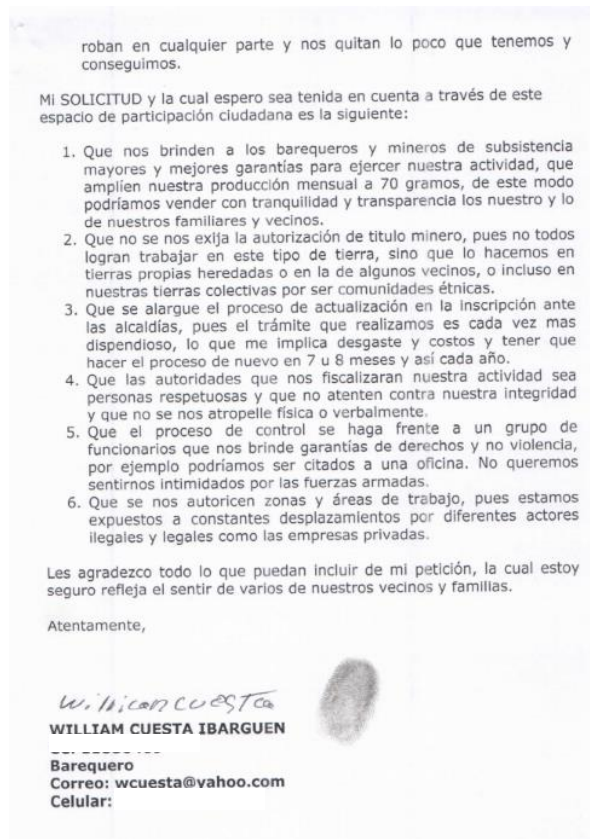 roban en cualquier parte y nos quitan lo poco que tenemos y
conseguimos.
Mi SOLICITUD y la cual espero sea tenida en cuenta a través de este
espacio de participación ciudadana es la siguiente:
1. Que nos brinden a los barequeros y mineros de subsistencia
mayores y mejores garantías para ejercer nuestra actividad, que
amplíen nuestra producción mensual a 70 gramos, de este modo
podríamos vender con tranquilidad y transparencia los nuestro y lo
de nuestros familiares y vecinos.
2. Que no se nos exija la autorización de titulo minero, pues no todos
logran trabajar en este tipo de tierra, sino que lo hacemos en
tierras propias heredadas o en la de algunos vecinos, o incluso en
nuestras tierras colectivas por ser comunidades étnicas.
3. Que se alargue el proceso de actualización en la inscripción ante
las alcaldías, pues el trámite que realizamos es cada vez mas
dispendioso, lo que me implica desgaste y costos y tener que
hacer el proceso de nuevo en 7 u 8 meses y así cada año.
4. Que las autoridades que nos fiscalizaran nuestra actividad sea
personas respetuosas y que no atenten contra nuestra integridad
y que no se nos atropelle física o verbalmente.
5. Que el proceso de control se haga frente a un grupo de
funcionarios que nos brinde garantías de derechos y no violencia,
por ejemplo podríamos ser citados a una oficina. No queremos
sentirnos intimidados por las fuerzas armadas.
6. Que se nos autoricen zonas y áreas de trabajo, pues estamos
expuestos a constantes desplazamientos por diferentes actores
ilegales y legales como las empresas privadas.
Les agradezco todo lo que puedan incluir de mi petición, la cual estoy
seguro refleja el sentir de varios de nuestros vecinos y familias.
Atentamente,
William Cuesta
WILLIAM CUESTA IBARGUEN
Barequero
Correo: wcuesta@yahoo.com
Celular: